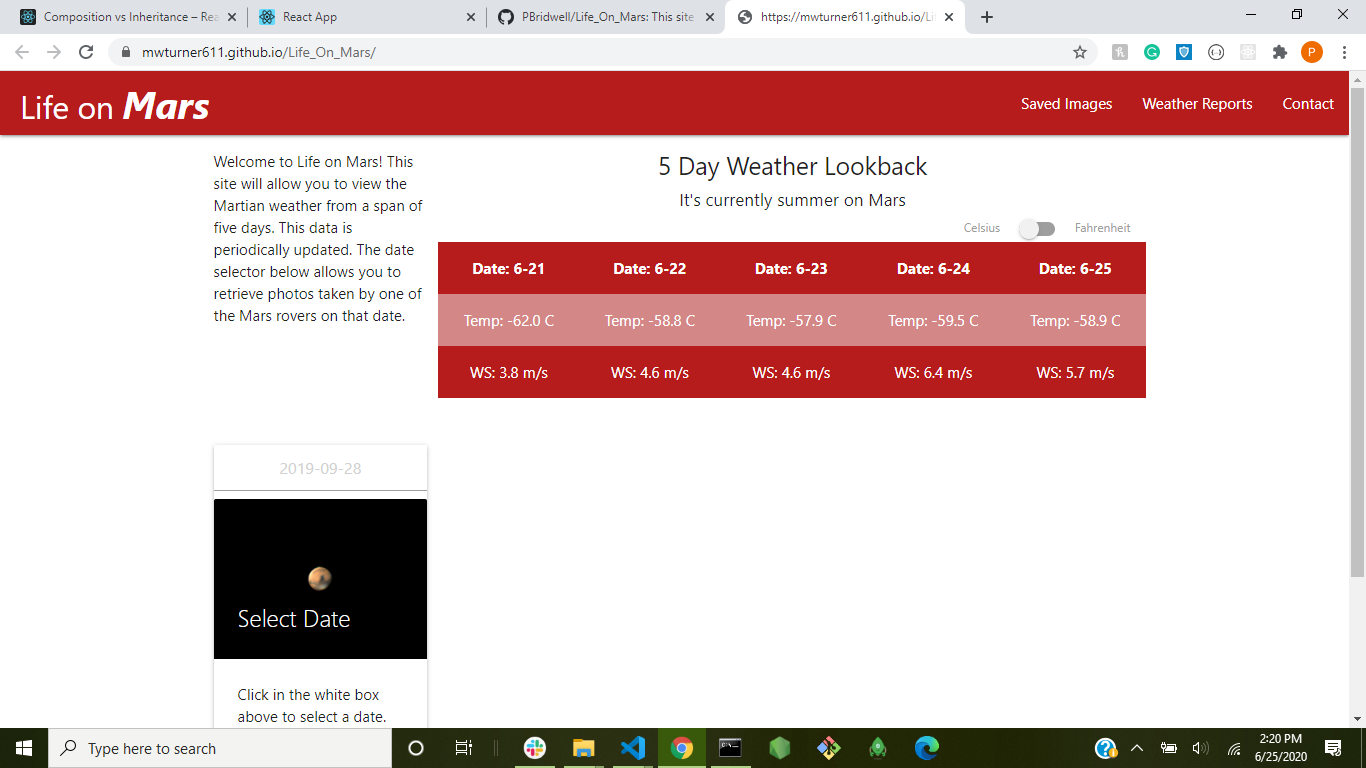 Composition vs Inheritance – Rea
React App
PBridwell/Life_On_Mars: This site
https://mwturner611.github.io/Li
mwturner611.github.io/Life_On_Mars/
P
Life on Mars
Saved Images
Weather Reports
Contact
Welcome to Life on Mars! This
site will allow you to view the
Martian weather from a span of
five days. This data is
periodically updated. The date
selector below allows you to
retrieve photos taken by one of
the Mars rovers on that date.
5 Day Weather Lookback
It's currently summer on Mars
Celsius
Fahrenheit
Date: 6-21 Date: 6-22 Date: 6-23 Date: 6-24 Date: 6-25
Temp: -62.0 C Temp: -58.8 C Temp: -57.9 C Temp: -59.5 C Temp: -58.9 C
WS: 3.8 m/s WS: 4.6 m/s WS: 4.6 m/s WS: 6.4 m/s WS: 5.7 m/s
2019-09-28
Select Date
Click in the white box
above to select a date.
Type here to search
2:20 PM
6/25/2020